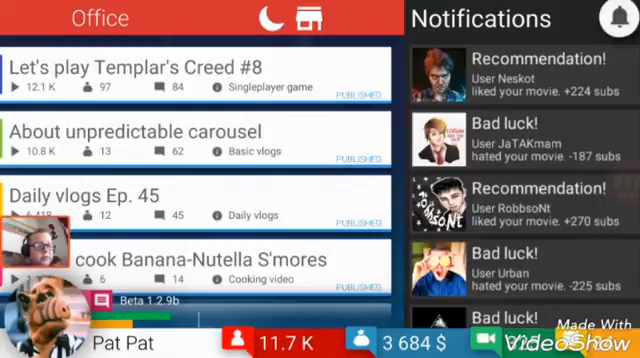 Office
Notifications
Let's play Templar's Creed #8
12.1 K 97 84 Singleplayer game
PUBLISHED
About unpredictable carousel
10.8 K 13 62 Basic vlogs
PUBLISHED
Daily vlogs Ep. 45
6 418 12 45 Daily vlogs
PUBLISHED
cook Banana-Nutella S'mores
6 14 Cooking video
PUBLISHED
Recommendation!
User Neskot
liked your movie. +224 subs
Bad luck!
User JaTAKmam
hated your movie. -187 subs
Recommendation!
User RobbsoNt
liked your movie. +270 subs
Bad luck!
User Urban
hated your movie. -225 subs
Bad luck!
Beta 1.2.9b
Pat Pat
11.7 K
3 684 $
Made With
VideoShow